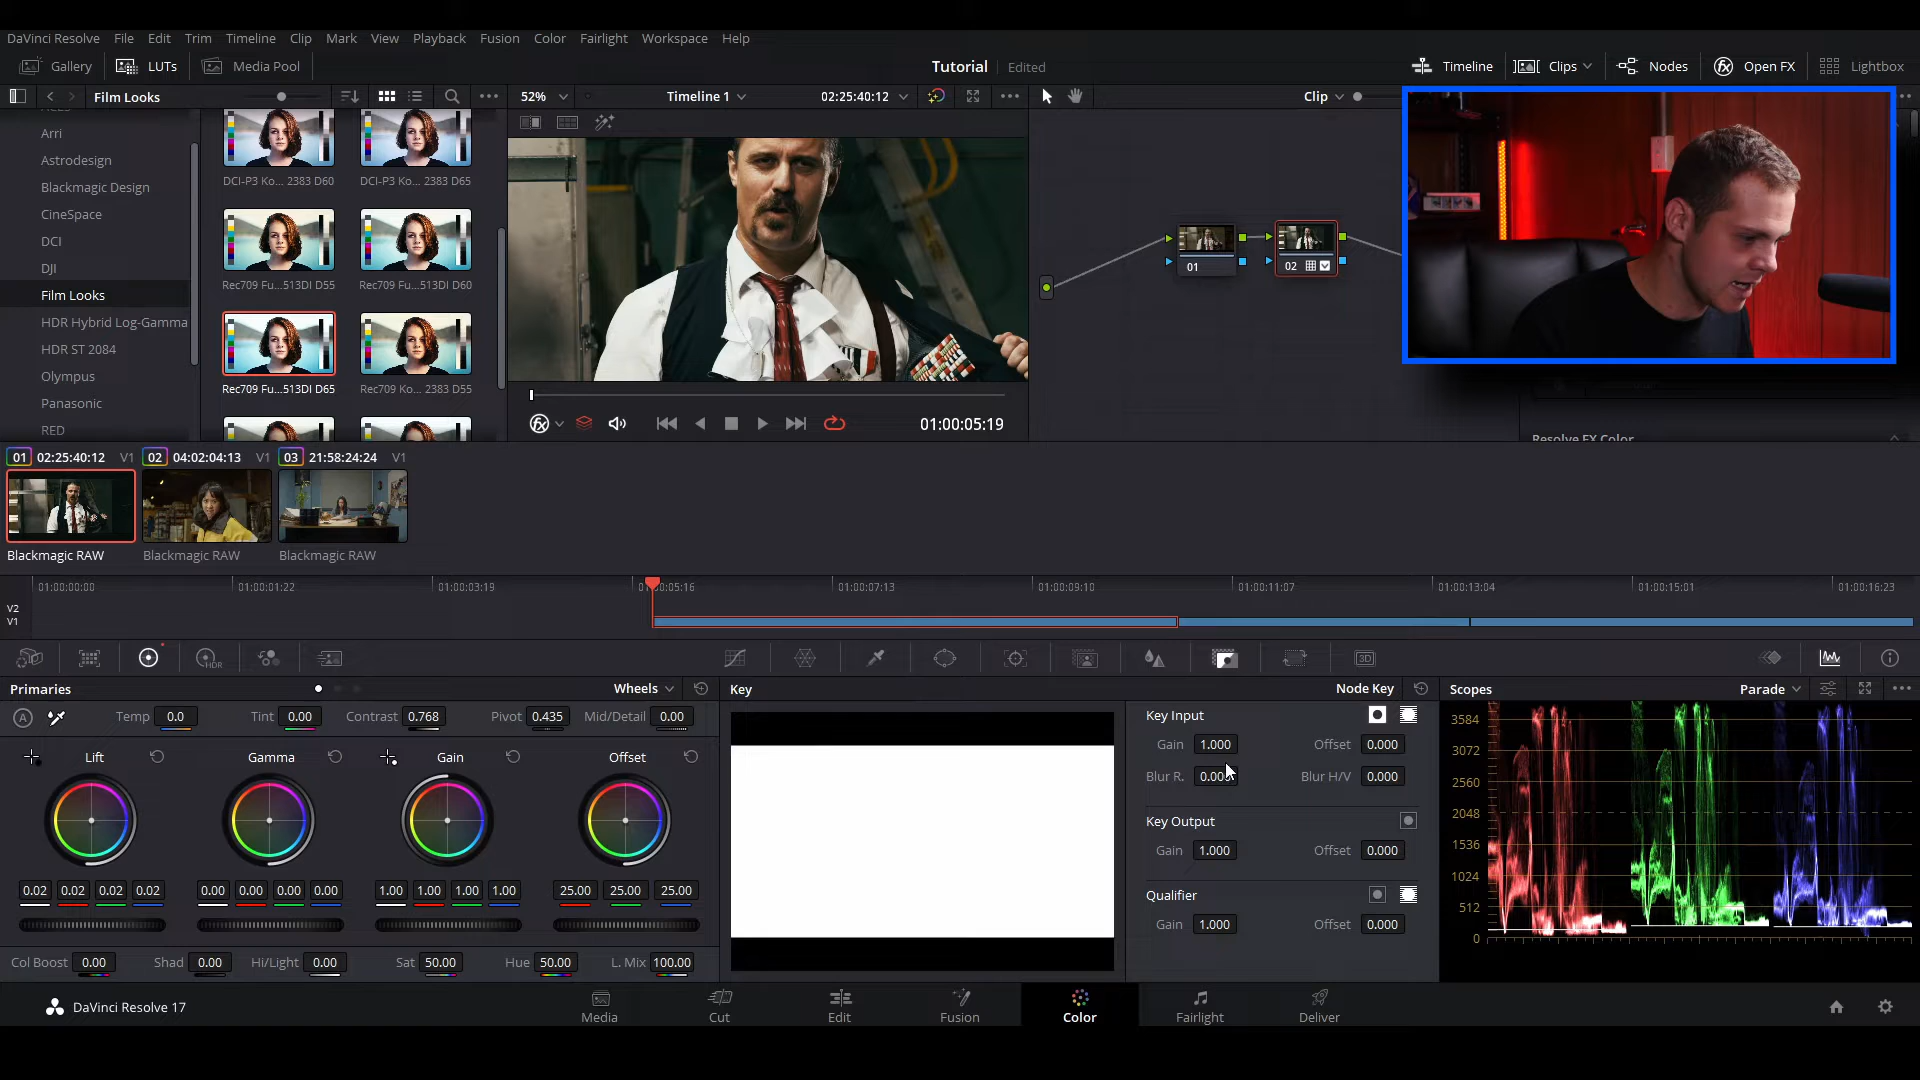 DaVinci Resolve File Edit Trim Timeline Clip Mark View Playback Fusion Color Fairlight Workspace Help
Gallery LUTs Media Pool Tutorial Edited Timeline Clips Nodes Open FX Lightbox
Film Looks 52% Timeline 1 02:25:40:12 Clip
Arri
Astrodesign
Blackmagic Design
CineSpace
DCI
DJI
Film Looks
HDR Hybrid Log-Gamma
HDR ST 2084
Olympus
Panasonic
RED
DCI-P3 Ko... 2383 D60 DCI-P3 Ko... 2383 D65
Rec709 Fu...513DI D55 Rec709 Fu...513DI D60
Rec709 Fu...513DI D65 Rec709 Ko... 2383 D55
01:00:05:19
01 02
Resolve FX Color
01 02:25:40:12 V1 02 04:02:04:13 V1 03 21:58:24:24 V1
Blackmagic RAW Blackmagic RAW Blackmagic RAW
01:00:00:00 01:00:01:22 01:00:03:19 01:00:05:16 01:00:07:13 01:00:09:10 01:00:11:07 01:00:13:04 01:00:15:01 01:00:16:23
V2
V1
HDR 3D
Primaries Wheels Key Node Key Scopes Parade
A Temp 0.0 Tint 0.00 Contrast 0.768 Pivot 0.435 Mid/Detail 0.00
Lift Gamma Gain Offset
0.02 0.02 0.02 0.02 0.00 0.00 0.00 0.00 1.00 1.00 1.00 1.00 25.00 25.00 25.00
Col Boost 0.00 Shad 0.00 Hi/Light 0.00 Sat 50.00 Hue 50.00 L. Mix 100.00
Key Input
Gain 1.000 Offset 0.000
Blur R. 0.000 Blur H/V 0.000
Key Output
Gain 1.000 Offset 0.000
Qualifier
Gain 1.000 Offset 0.000
3584
3072
2560
2048
1536
1024
512
0
DaVinci Resolve 17 Media Cut Edit Fusion Color Fairlight Deliver